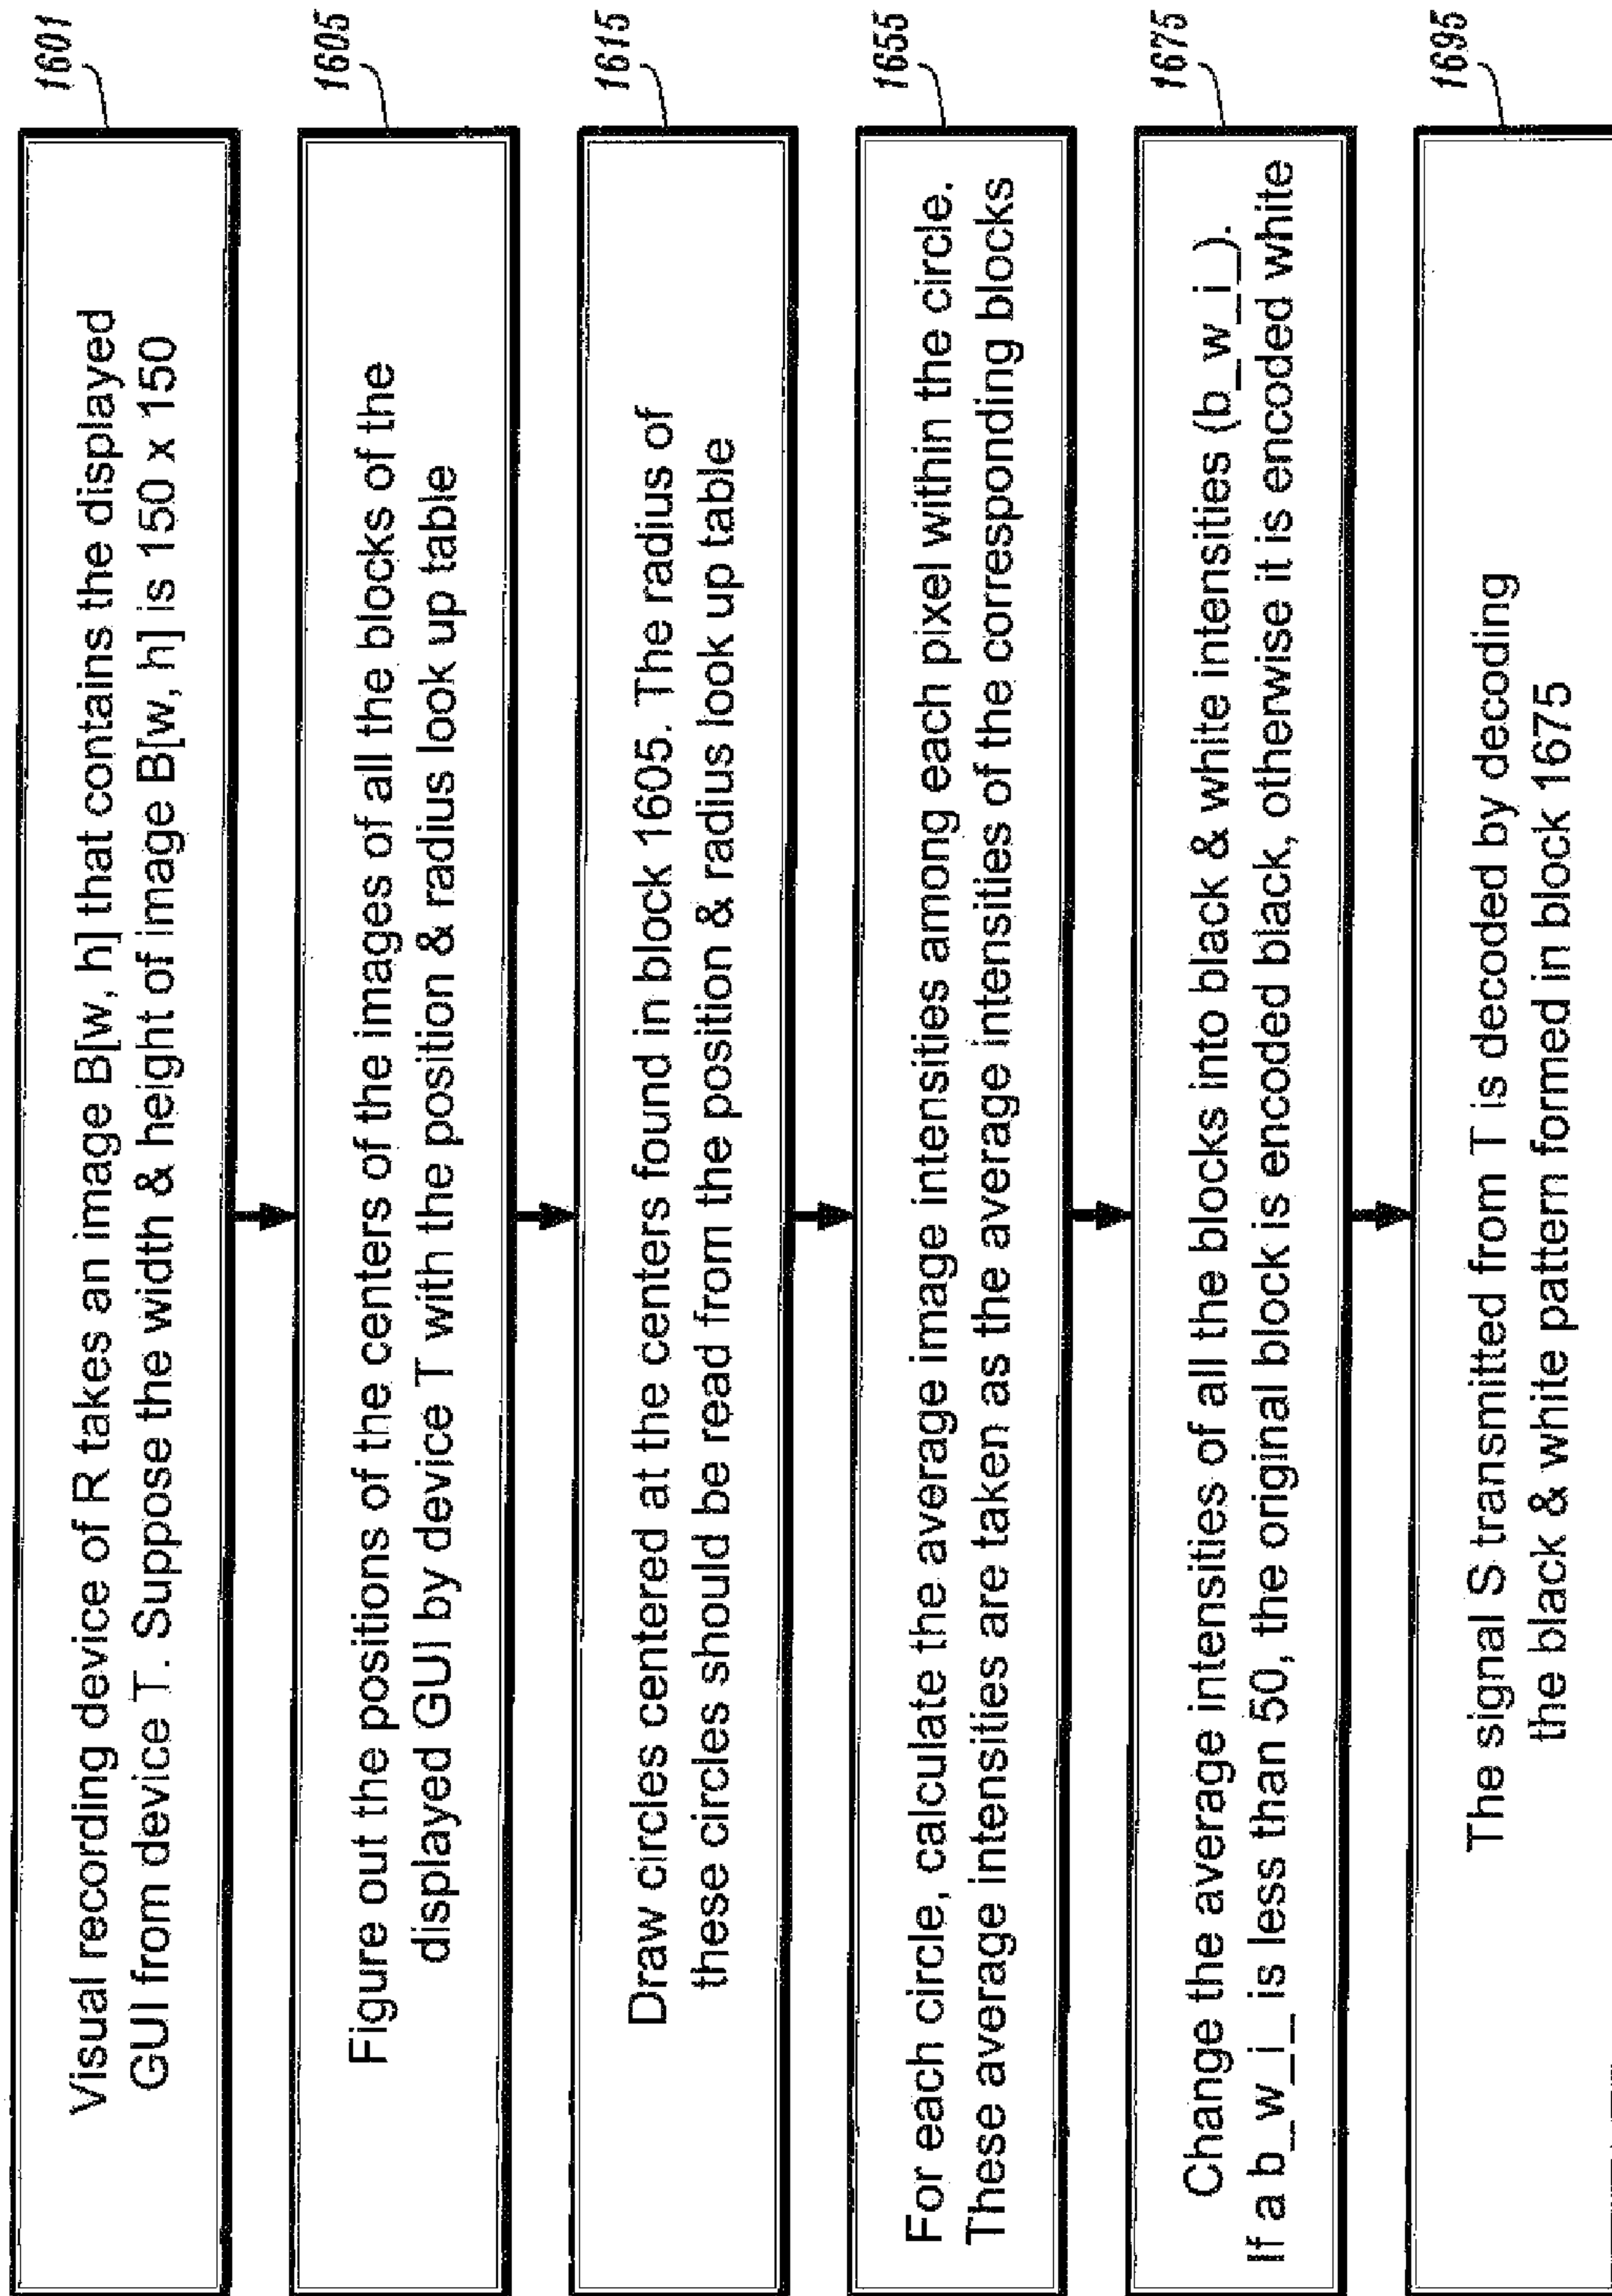 1601
Visual recording device of R takes an image B[w, h] that contains the displayed
GUI from device T. Suppose the width & height of image B[w, h] is 150 x 150
1605
Figure out the positions of the centers of the images of all the blocks of the
displayed GUI by device T with the position & radius look up table
1615
Draw circles centered at the centers found in block 1605. The radius of
these circles should be read from the position & radius look up table
1655
For each circle, calculate the average image intensities among each pixel within the circle.
These average intensities are taken as the average intensities of the corresponding blocks
1675
Change the average intensities of all the blocks into black & white intensities (b_w_i_).
If a b_w_i_ is less than 50, the original block is encoded black, otherwise it is encoded white
1695
The signal S transmitted from T is decoded by decoding
the black & white pattern formed in block 1675